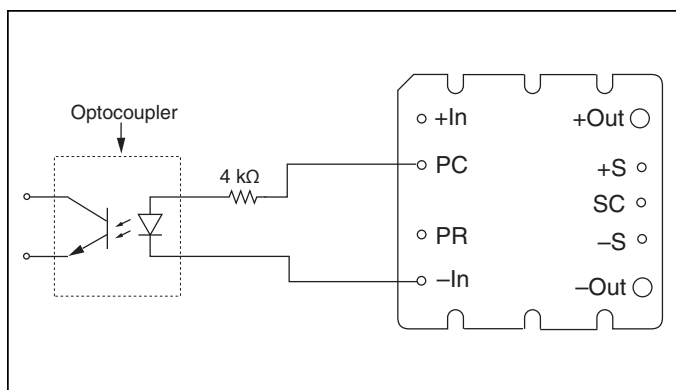 Optocoupler
4 kΩ
+In
PC
PR
–In
+Out
+S
SC
–S
–Out